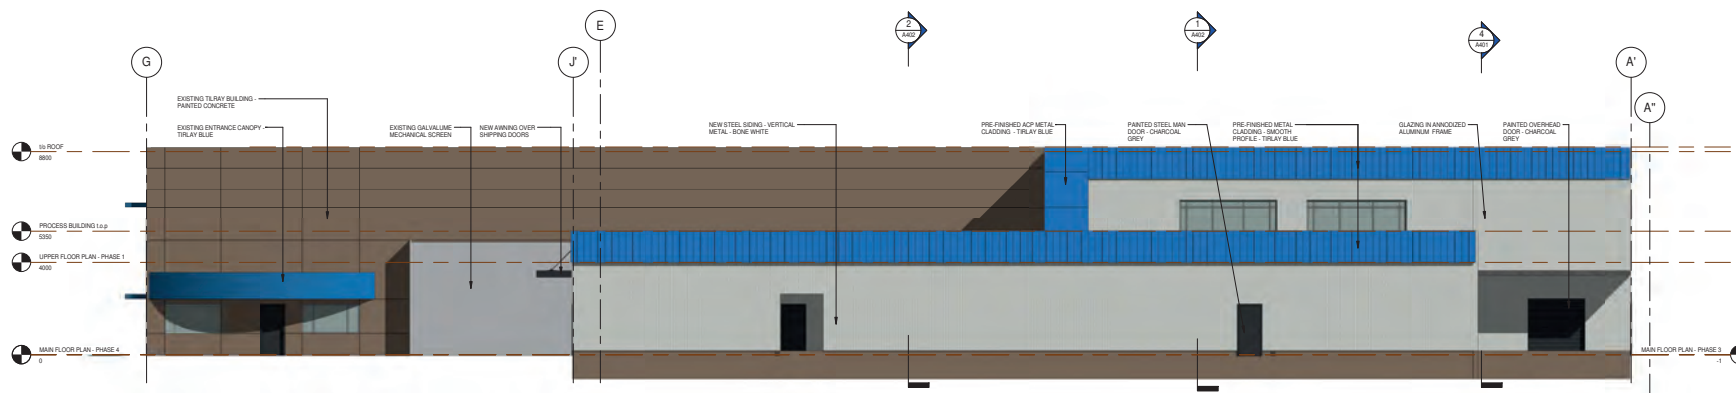 E
2
A402
1
A402
4
A401
G
J'
A'
A"
EXISTING TILRAY BUILDING -
PAINTED CONCRETE
EXISTING ENTRANCE CANOPY -
TIRLAY BLUE
EXISTING GALVALUME
MECHANICAL SCREEN
NEW AWNING OVER
SHIPPING DOORS
NEW STEEL SIDING - VERTICAL
METAL - BONE WHITE
PRE-FINISHED ACP METAL
CLADDING - TIRLAY BLUE
PAINTED STEEL MAN
DOOR - CHARCOAL
GREY
PRE-FINISHED METAL
CLADDING - SMOOTH
PROFILE - TIRLAY BLUE
GLAZING IN ANNODIZED
ALUMINUM FRAME
PAINTED OVERHEAD
DOOR - CHARCOAL
GREY
t/o ROOF
8800
PROCESS BUILDING t.o.p
5350
UPPER FLOOR PLAN - PHASE 1
4000
MAIN FLOOR PLAN - PHASE 4
0
MAIN FLOOR PLAN - PHASE 3
-1